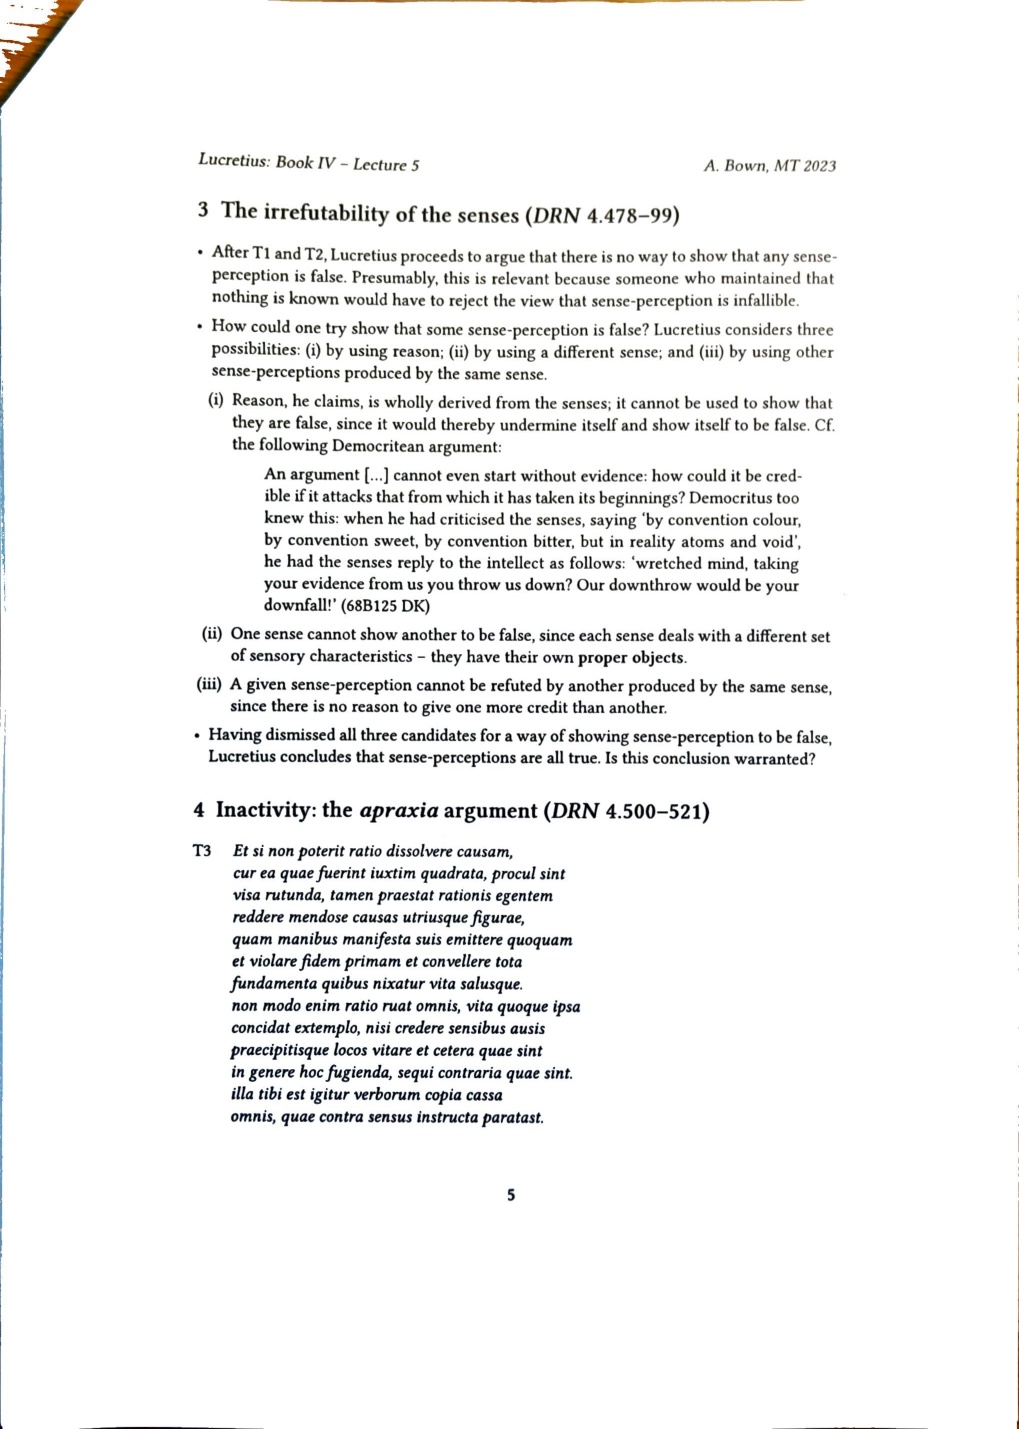 Lucretius: Book IV – Lecture 5
A. Bown, MT 2023
3 The irrefutability of the senses (DRN 4.478–99)
• After T1 and T2, Lucretius proceeds to argue that there is no way to show that any sense-
perception is false. Presumably, this is relevant because someone who maintained that
nothing is known would have to reject the view that sense-perception is infallible.
• How could one try show that some sense-perception is false? Lucretius considers three
possibilities: (i) by using reason; (ii) by using a different sense; and (iii) by using other
sense-perceptions produced by the same sense.
(i) Reason, he claims, is wholly derived from the senses; it cannot be used to show that
they are false, since it would thereby undermine itself and show itself to be false. Cf.
the following Democritean argument:
An argument [...] cannot even start without evidence: how could it be cred-
ible if it attacks that from which it has taken its beginnings? Democritus too
knew this: when he had criticised the senses, saying ‘by convention colour,
by convention sweet, by convention bitter, but in reality atoms and void’,
he had the senses reply to the intellect as follows: ‘wretched mind, taking
your evidence from us you throw us down? Our downthrow would be your
downfall!’ (68B125 DK)
(ii) One sense cannot show another to be false, since each sense deals with a different set
of sensory characteristics – they have their own proper objects.
(iii) A given sense-perception cannot be refuted by another produced by the same sense,
since there is no reason to give one more credit than another.
• Having dismissed all three candidates for a way of showing sense-perception to be false,
Lucretius concludes that sense-perceptions are all true. Is this conclusion warranted?
4 Inactivity: the apraxia argument (DRN 4.500–521)
T3 Et si non poterit ratio dissolvere causam,
cur ea quae fuerint iuxtim quadrata, procul sint
visa rutunda, tamen praestat rationis egentem
reddere mendose causas utriusque figurae,
quam manibus manifesta suis emittere quoquam
et violare fidem primam et convellere tota
fundamenta quibus nixatur vita salusque.
non modo enim ratio ruat omnis, vita quoque ipsa
concidat extemplo, nisi credere sensibus ausis
praecipitisque locos vitare et cetera quae sint
in genere hoc fugienda, sequi contraria quae sint.
illa tibi est igitur verborum copia cassa
omnis, quae contra sensus instructa paratast.
5